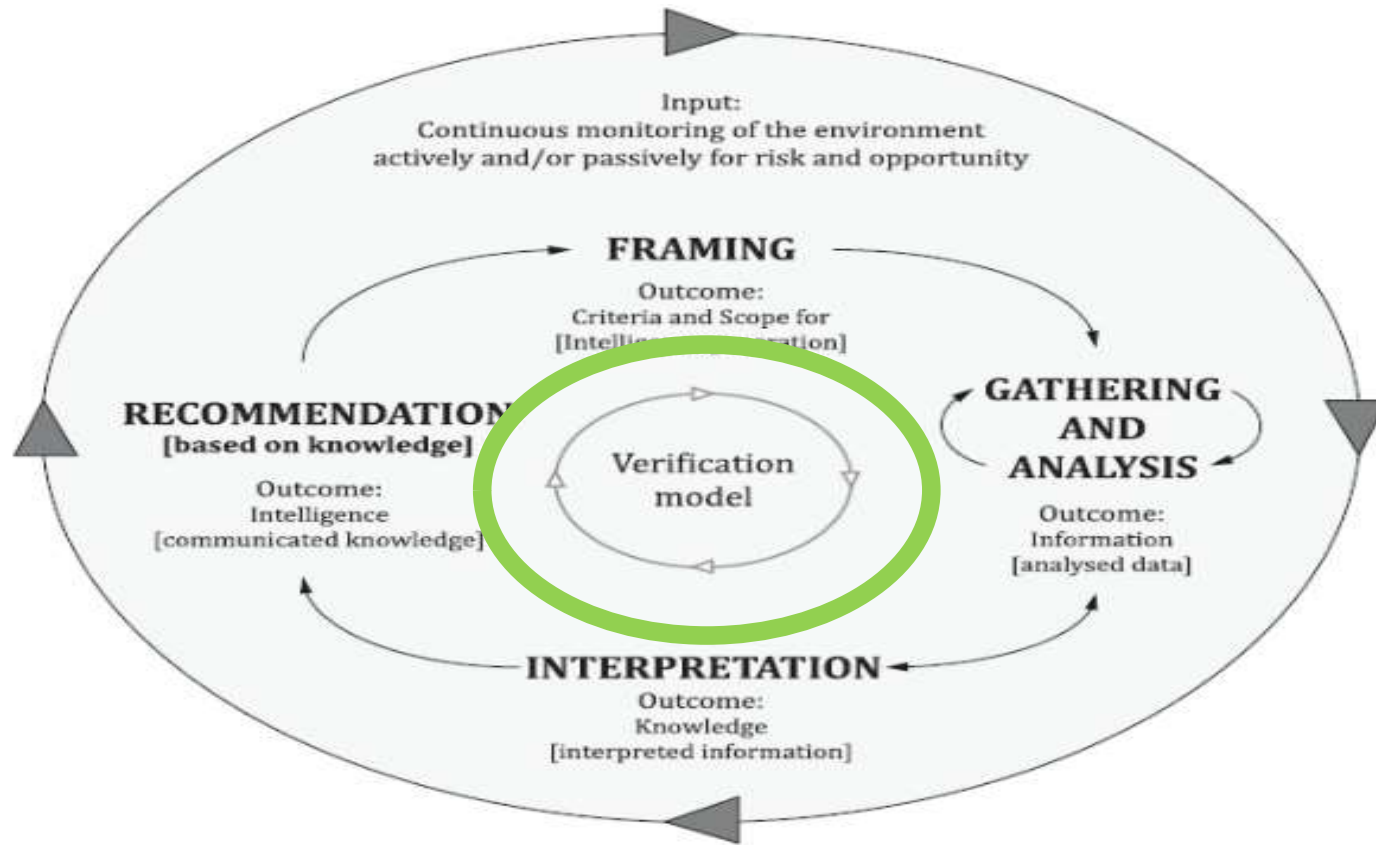 Input:
Continuous monitoring of the environment
actively and/or passively for risk and opportunity
FRAMING
Outcome:
Criteria and Scope for
RECOMMENDATION
[based on knowledge]
Outcome:
Intelligence
[communicated knowledge]
Verification
model
GATHERING
AND
ANALYSIS
Outcome:
Information
[analysed data]
INTERPRETATION
Outcome:
Knowledge
[interpreted information]